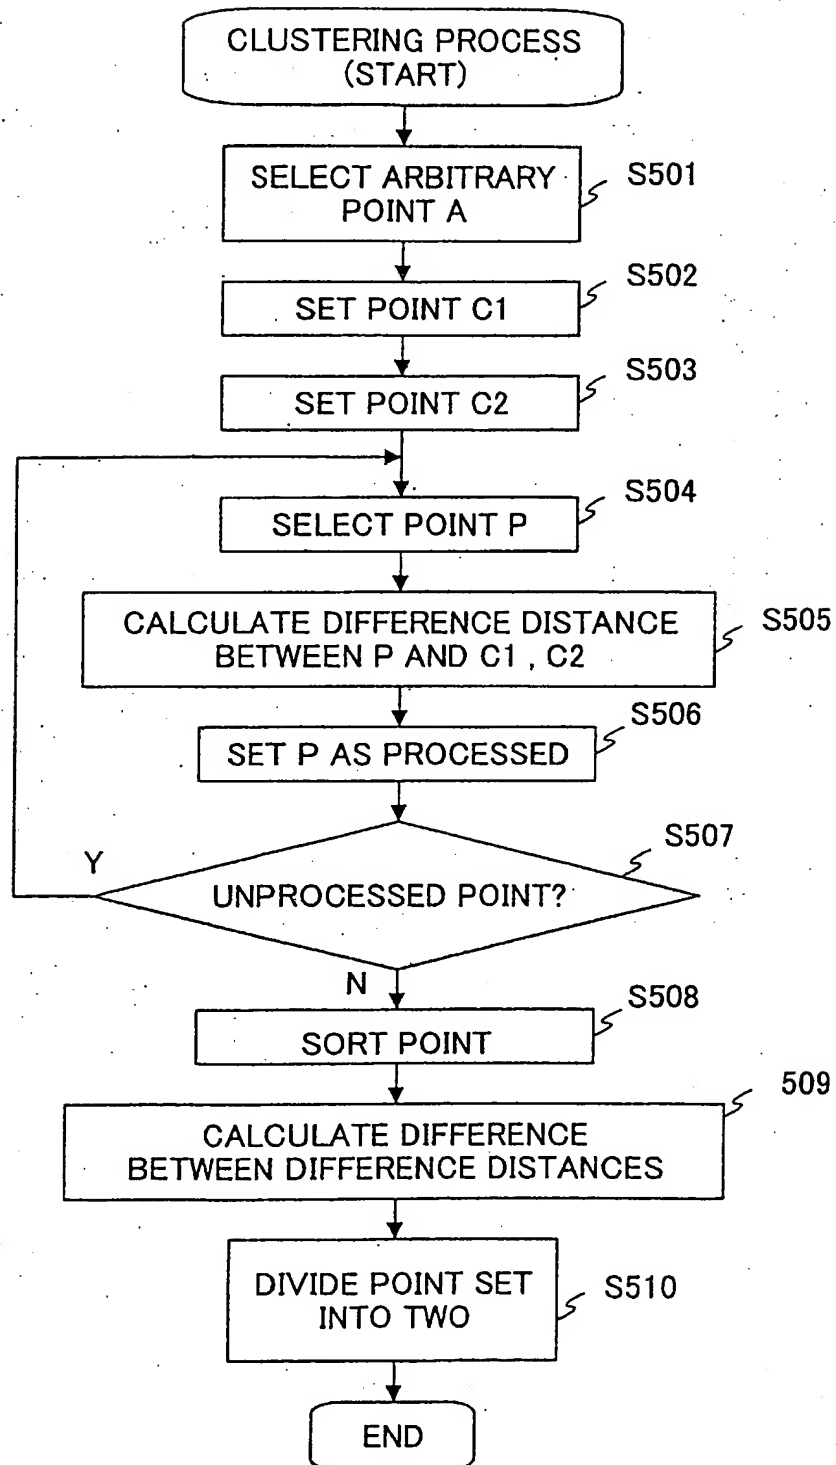 CLUSTERING PROCESS
(START)
SELECT ARBITRARY
POINT A
S501
SET POINT C1
S502
SET POINT C2
S503
SELECT POINT P
S504
CALCULATE DIFFERENCE DISTANCE
BETWEEN P AND C1 , C2
S505
SET P AS PROCESSED
S506
UNPROCESSED POINT?
S507
Y
N
SORT POINT
S508
CALCULATE DIFFERENCE
BETWEEN DIFFERENCE DISTANCES
509
DIVIDE POINT SET
INTO TWO
S510
END